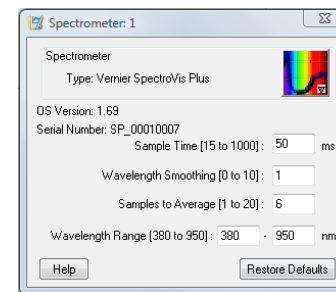 Spectrometer: 1
Spectrometer
Type: Vernier SpectroVis Plus
OS Version: 1.69
Serial Number: SP_00010007
Sample Time [15 to 1000]: 50 ms
Wavelength Smoothing [0 to 10]: 1
Samples to Average [1 to 20]: 6
Wavelength Range [380 to 950]: 380 - 950 nm
Help Restore Defaults